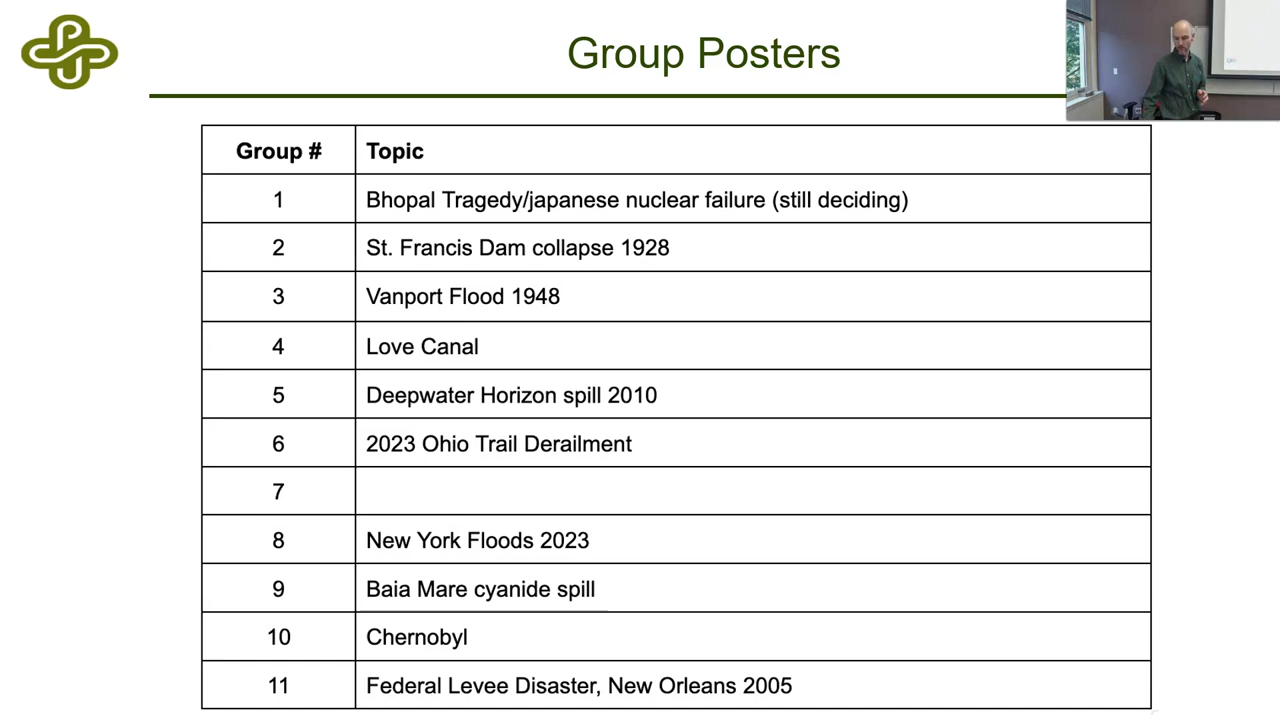 Group Posters
Group # Topic
1 Bhopal Tragedy/japanese nuclear failure (still deciding)
2 St. Francis Dam collapse 1928
3 Vanport Flood 1948
4 Love Canal
5 Deepwater Horizon spill 2010
6 2023 Ohio Trail Derailment
7
8 New York Floods 2023
9 Baia Mare cyanide spill
10 Chernobyl
11 Federal Levee Disaster, New Orleans 2005